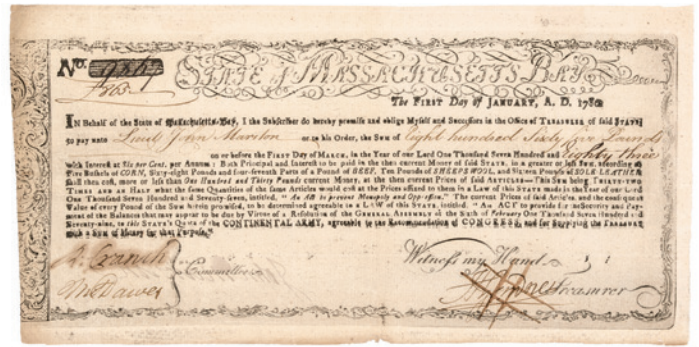 No. 9367
£865
STATE of MASSACHUSETTS BAY
The FIRST Day of JANUARY, A. D. 1780
IN Behalf of the State of Massachusetts-Bay, I the Subscriber do hereby promise and oblige Myself and Successors in the Office of TREASURER of said STATE,
to pay unto Lieut John Marston or to his Order, the Sum of Eight hundred Sixty five Pounds
on or before the FIRST Day of MARCH, in the Year of our Lord One Thousand Seven Hundred and Eighty three
with Interest at Six per Cent. per Annum: Both Principal and Interest to be paid in the then current Money of said STATE, in a greater or less SUM, according as
Five Bushels of CORN, Sixty-eight Pounds and four-seventh Parts of a Pound of BEEF, Ten Pounds of SHEEPSWOOL, and Sixteen Pounds of SOLE LEATHER
shall then cost, more or less than One Hundred and Thirty Pounds current Money, at the then current Prices of said ARTICLES—This SUM being THIRTY-TWO
TIMES AND AN HALF what the same Quantities of the same Articles would cost at the Prices affixed to them in a Law of this STATE made in the Year of our Lord
One Thousand Seven Hundred and Seventy-seven, intitled, "An Act to prevent Monopoly and Oppression." The current Prices of said Articles, and the consequent
Value of every Pound of the Sum herein promised, to be determined agreeable to a LAW of this STATE, intitled, "An ACT to provide for the Security and Pay-
ment of the Balances that may appear to be due by Virtue of a Resolution of the GENERAL ASSEMBLY of the Sixth of February One Thousand Seven Hundred and
Seventy-nine, to this STATE's Quota of the CONTINENTAL ARMY, agreeable to the Recommendation of CONGRESS, and for Supplying the TREASURY
with a Sum of Money for that Purpose."
R. Cranch
Committee
Witness my Hand
Treasurer